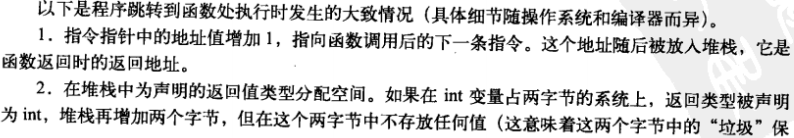 以下是程序跳转到函数处执行时发生的大致情况（具体细节随操作系统和编译器而异）。
1．指令指针中的地址值增加 1，指向函数调用后的下一条指令。这个地址随后被放入堆栈，它是
函数返回时的返回地址。
2．在堆栈中为声明的返回值类型分配空间。如果在 int 变量占两字节的系统上，返回类型被声明
为 int，堆栈再增加两个字节，但在这个两字节中不存放任何值（这意味着这两个字节中的“垃圾”保